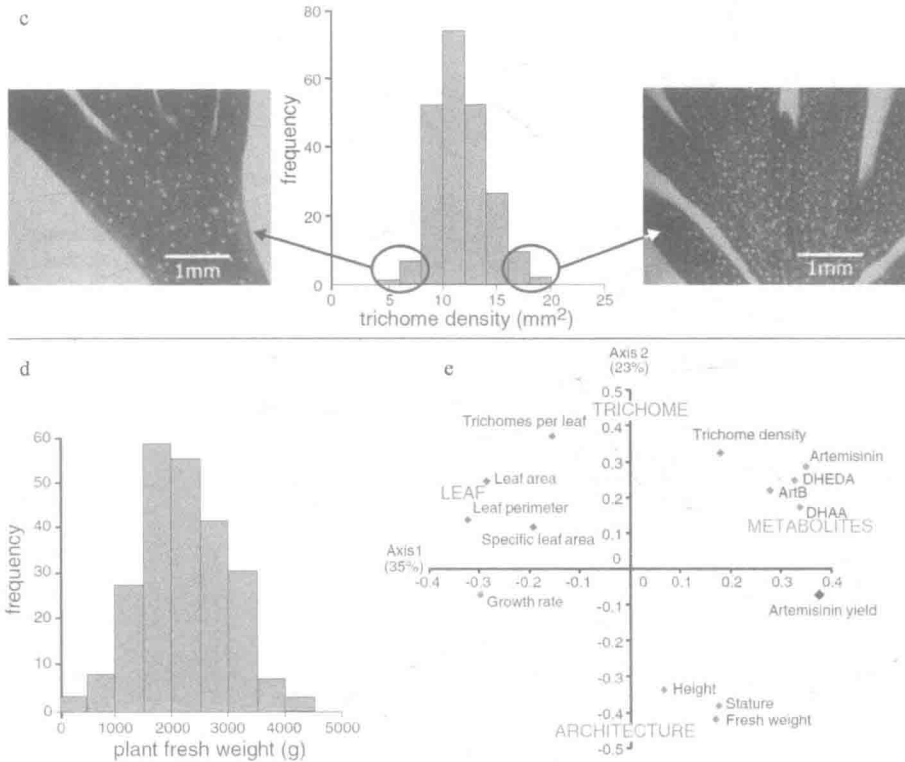 c
80
60
40
20
0
frequency
0 5 10 15 20 25
trichome density (mm2)
1mm
1mm
d
60
50
40
30
20
10
0
frequency
0 1000 2000 3000 4000 5000
plant fresh weight (g)
e
Axis 2
(23%)
0.5
TRICHOME
0.4
Trichomes per leaf
Trichome density
0.3
Artemisinin
Leaf area
DHEDA
LEAF
0.2
ArtB
Leaf perimeter
DHAA
METABOLITES
0.1
Specific leaf area
Axis1
(35%)
0
-0.4 -0.3 -0.2 -0.1 0 0.1 0.2 0.3 0.4
Growth rate
-0.1
Artemisinin yield
-0.2
-0.3
Height
Stature
-0.4
Fresh weight
ARCHITECTURE
-0.5